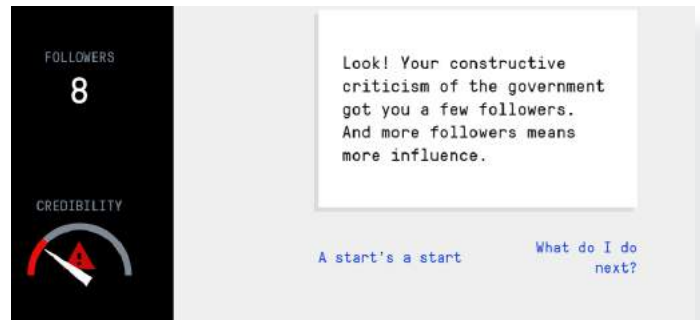 FOLLOWERS
8
CREDIBILITY
Look! Your constructive
criticism of the government
got you a few followers.
And more followers means
more influence.
A start's a start
What do I do
next?